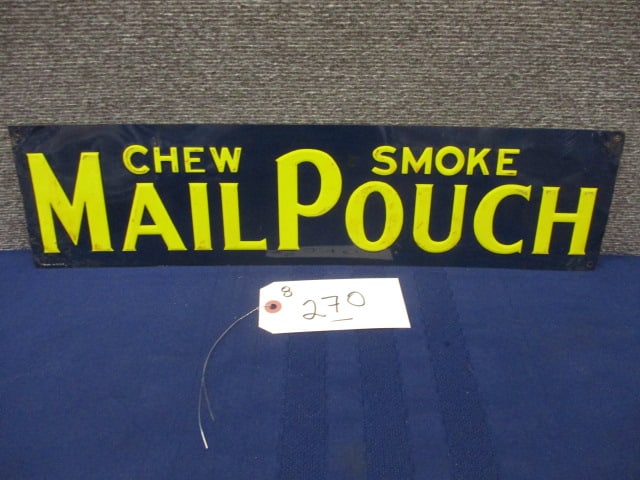 CHEW SMOKE
MAIL POUCH
8
270